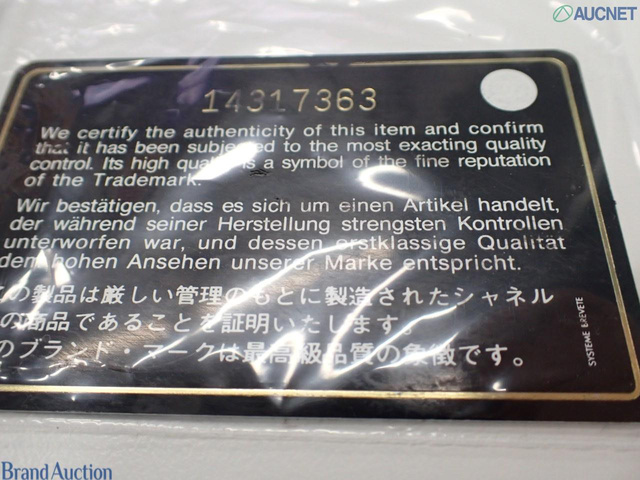 AUCNET
14317363
We certify the authenticity of this item and confirm
that it has been subjected to the most exacting quality
control. Its high quality is a symbol of the fine reputation
of the Trademark.
Wir bestätigen, dass es sich um einen Artikel handelt,
der während seiner Herstellung strengsten Kontrollen
unterworfen war, und dessen erstklassige Qualität
dem hohen Ansehen unserer Marke entspricht.
の製品は厳しい管理のもとに製造されたシャネル
の商品であることを証明いたします。
のブランド・マークは最高級品質の象徴です。
SYSTEME BREVETE
Brand Auction